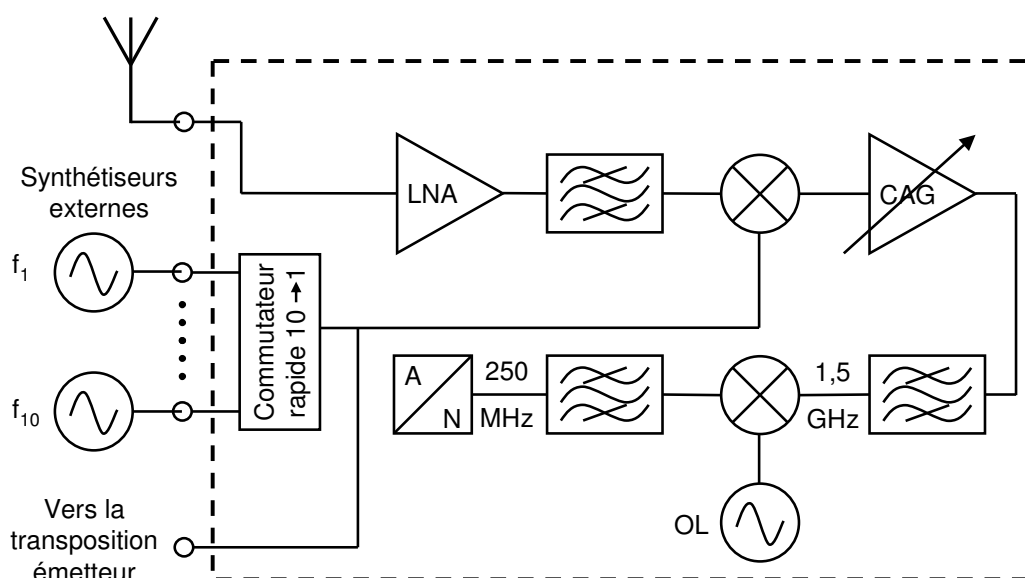 Synthétiseurs
externes
f1
f10
Commutateur
rapide 10 → 1
Vers la
transposition
émetteur
LNA
CAG
A
N
250
MHz
1,5
GHz
OL